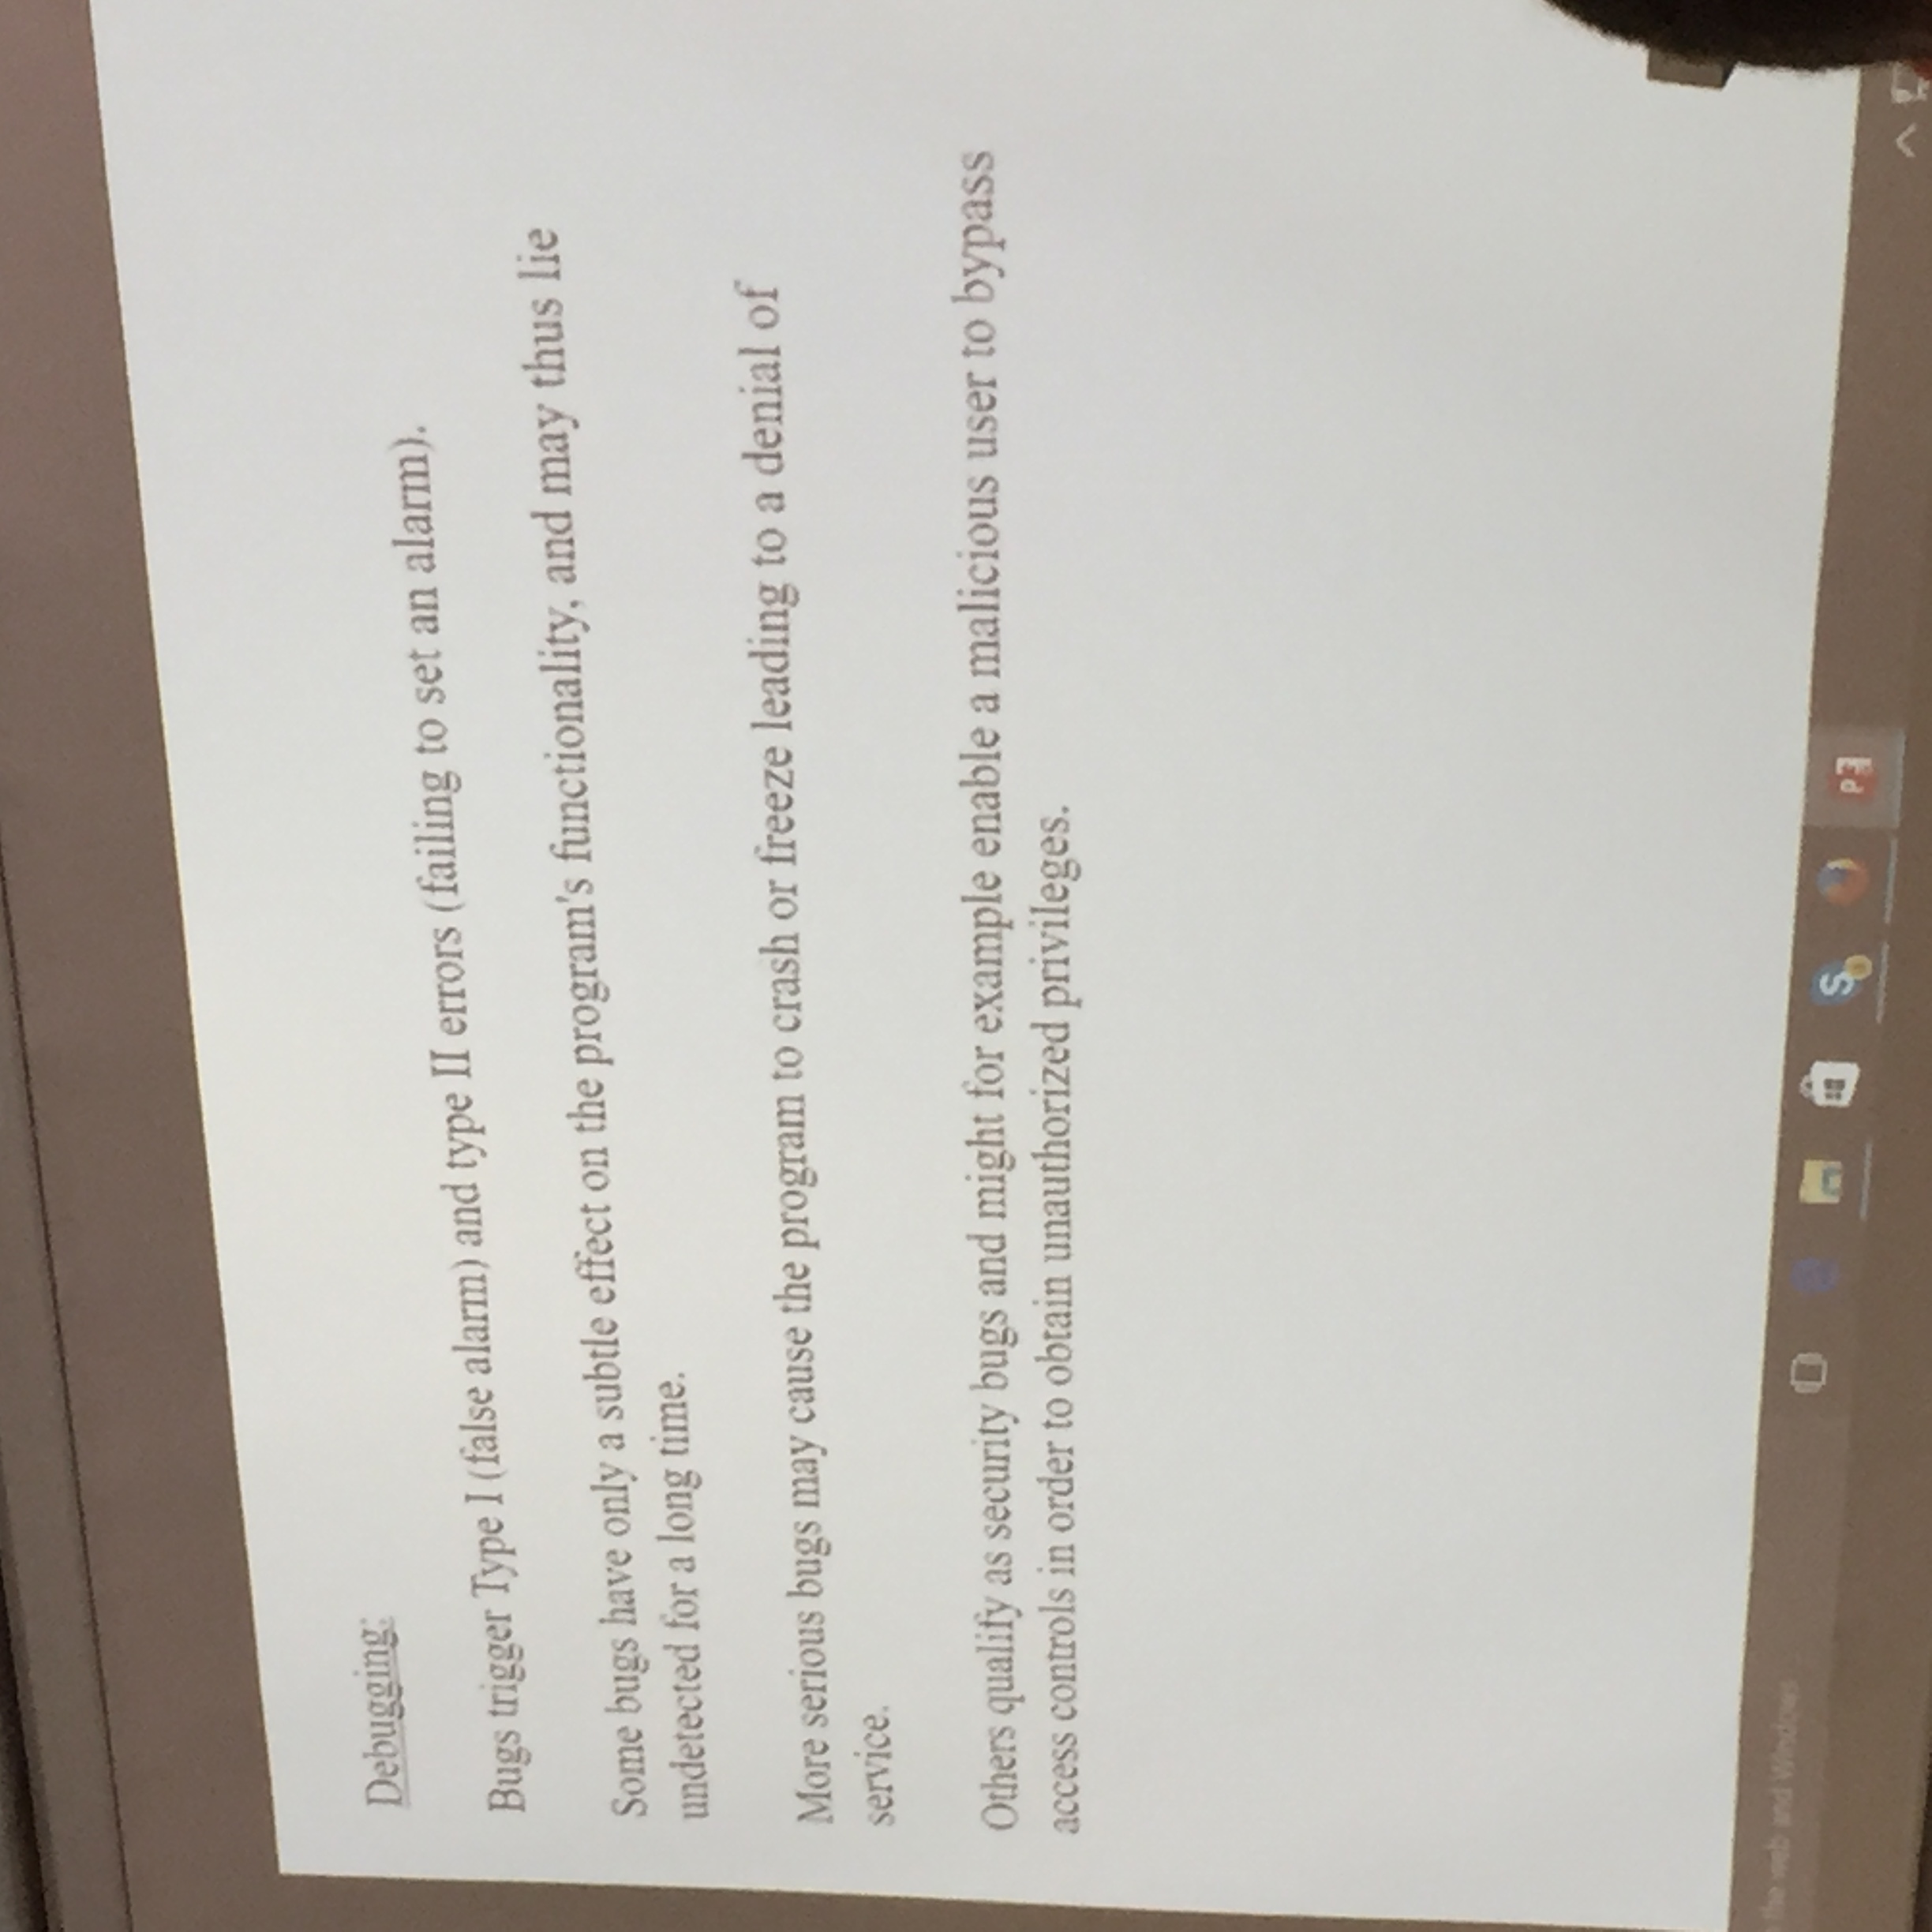 Debugging:
Bugs trigger Type I (false alarm) and type II errors (failing to set an alarm).
Some bugs have only a subtle effect on the program's functionality, and may thus lie
undetected for a long time.
More serious bugs may cause the program to crash or freeze leading to a denial of
service.
Others qualify as security bugs and might for example enable a malicious user to bypass
access controls in order to obtain unauthorized privileges.
the web and Windows
S
P3